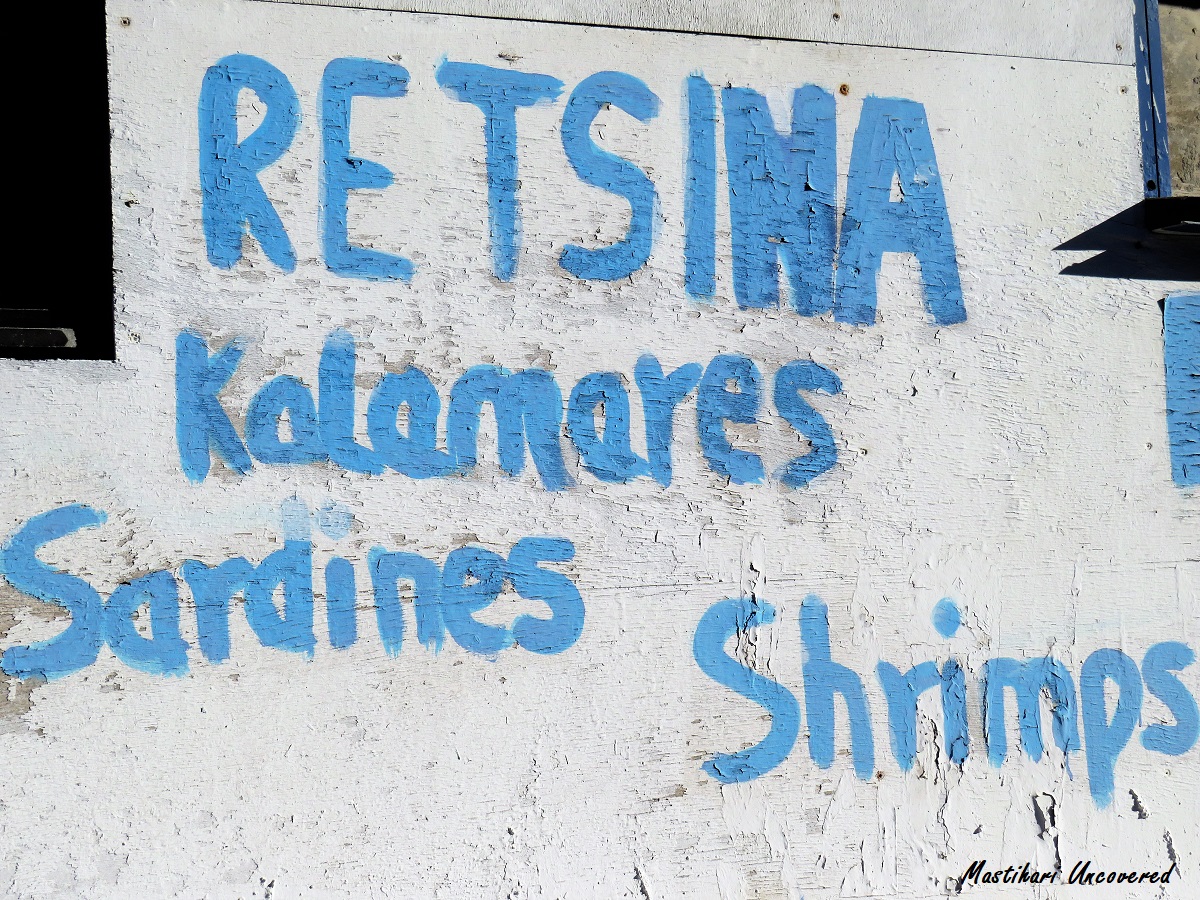 RETSINA
Kalamares
Sardines
Shrimps
Mastihari Uncovered